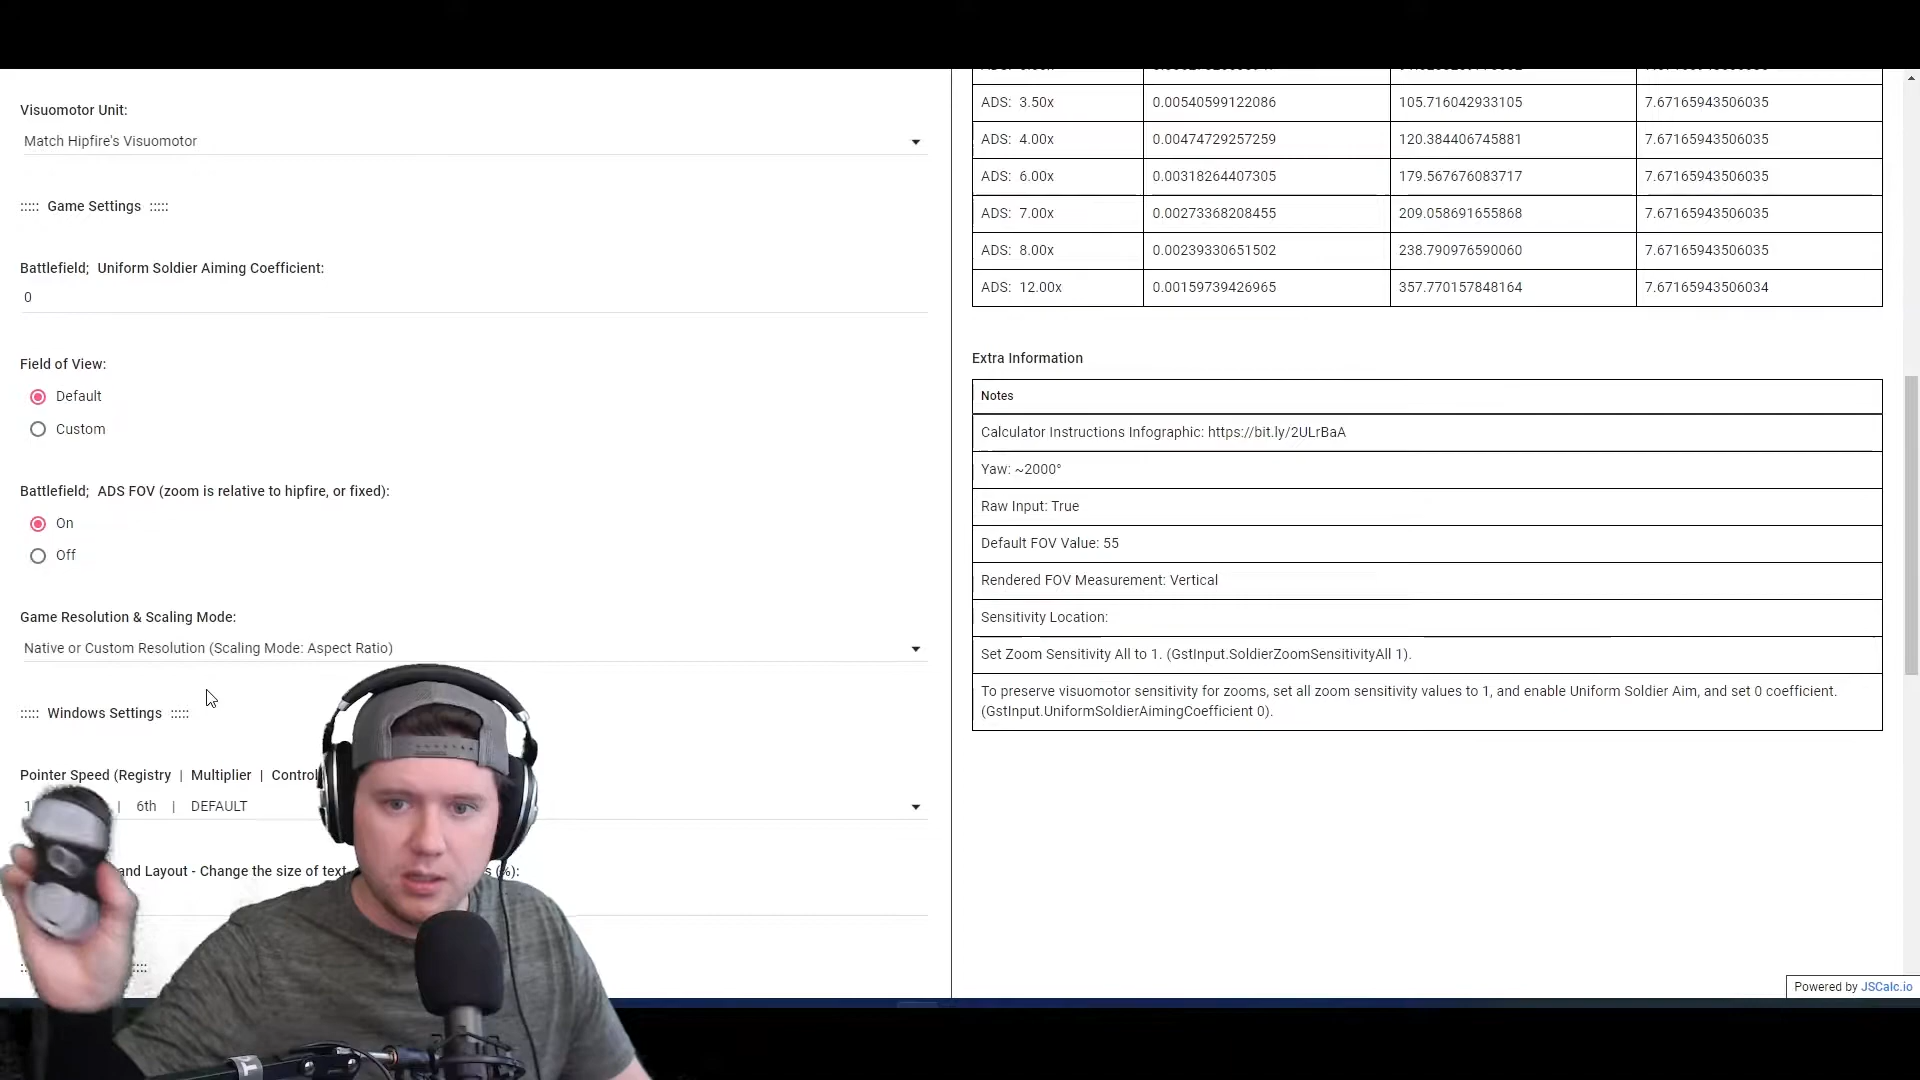 Visuomotor Unit:
Match Hipfire's Visuomotor
::::: Game Settings :::::
Battlefield; Uniform Soldier Aiming Coefficient:
0
Field of View:
Default
Custom
Battlefield; ADS FOV (zoom is relative to hipfire, or fixed):
On
Off
Game Resolution & Scaling Mode:
Native or Custom Resolution (Scaling Mode: Aspect Ratio)
::::: Windows Settings :::::
Pointer Speed (Registry | Multiplier | Control
| 6th | DEFAULT
and Layout - Change the size of text
ADS: 3.50x 0.00540599122086 105.716042933105 7.67165943506035
ADS: 4.00x 0.00474729257259 120.384406745881 7.67165943506035
ADS: 6.00x 0.00318264407305 179.567676083717 7.67165943506035
ADS: 7.00x 0.00273368208455 209.058691655868 7.67165943506035
ADS: 8.00x 0.00239330651502 238.790976590060 7.67165943506035
ADS: 12.00x 0.00159739426965 357.770157848164 7.67165943506034
Extra Information
Notes
Calculator Instructions Infographic: https://bit.ly/2ULrBaA
Yaw: ~2000°
Raw Input: True
Default FOV Value: 55
Rendered FOV Measurement: Vertical
Sensitivity Location:
Set Zoom Sensitivity All to 1. (GstInput.SoldierZoomSensitivityAll 1).
To preserve visuomotor sensitivity for zooms, set all zoom sensitivity values to 1, and enable Uniform Soldier Aim, and set 0 coefficient.
(GstInput.UniformSoldierAimingCoefficient 0).
Powered by JSCalc.io